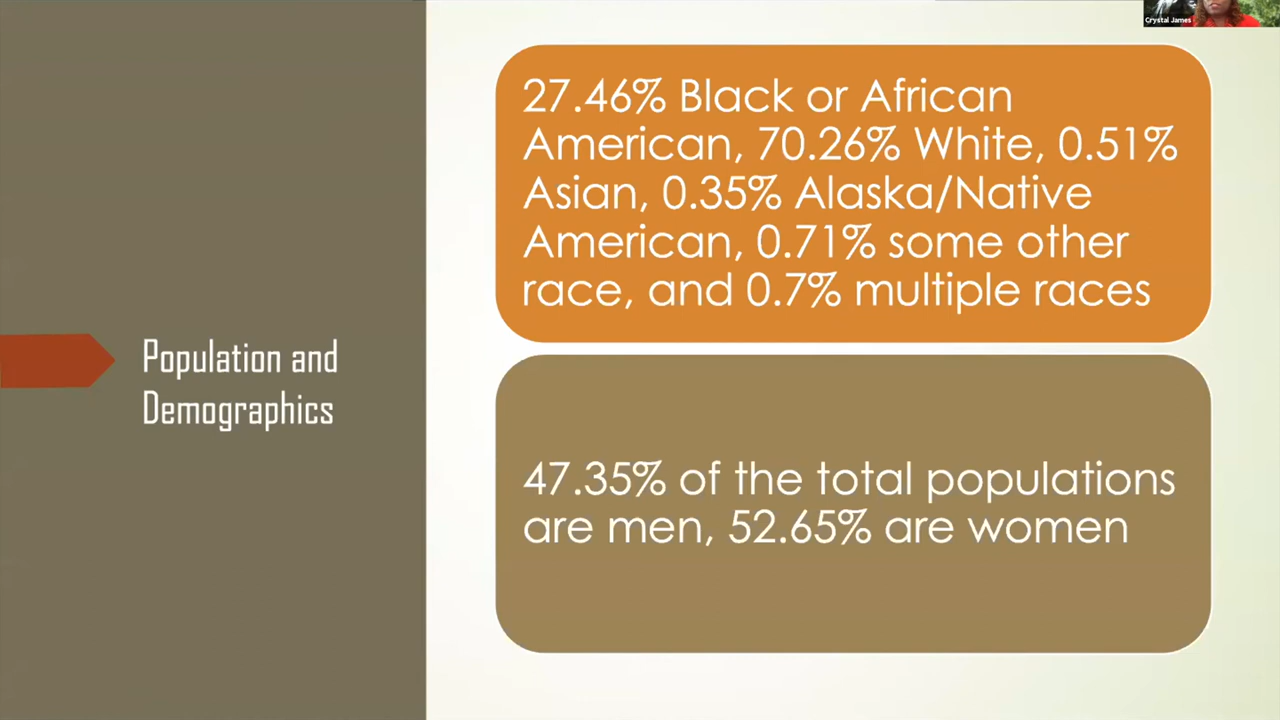 Crystal James
27.46% Black or African
American, 70.26% White, 0.51%
Asian, 0.35% Alaska/Native
American, 0.71% some other
race, and 0.7% multiple races
Population and
Demographics
47.35% of the total populations
are men, 52.65% are women